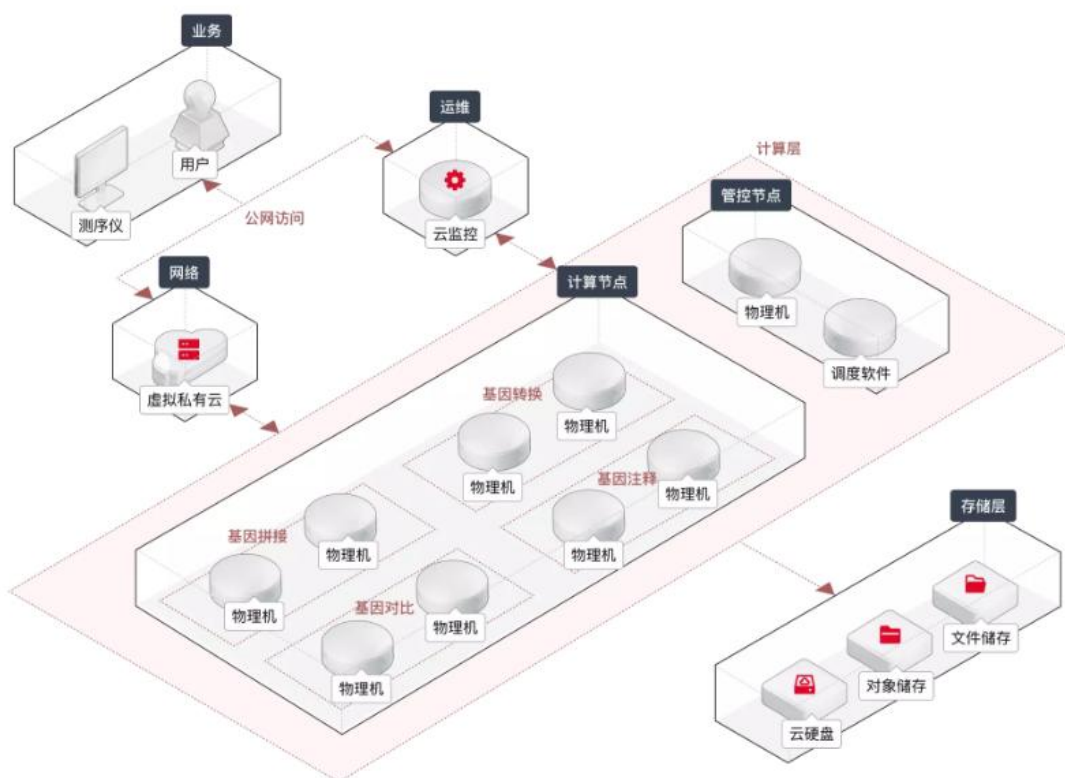 业务
用户
测序仪
公网访问
运维
云监控
网络
虚拟私有云
计算层
管控节点
物理机
调度软件
计算节点
基因转换
物理机
物理机
基因注释
物理机
物理机
基因拼接
物理机
物理机
基因对比
物理机
物理机
存储层
文件储存
对象储存
云硬盘